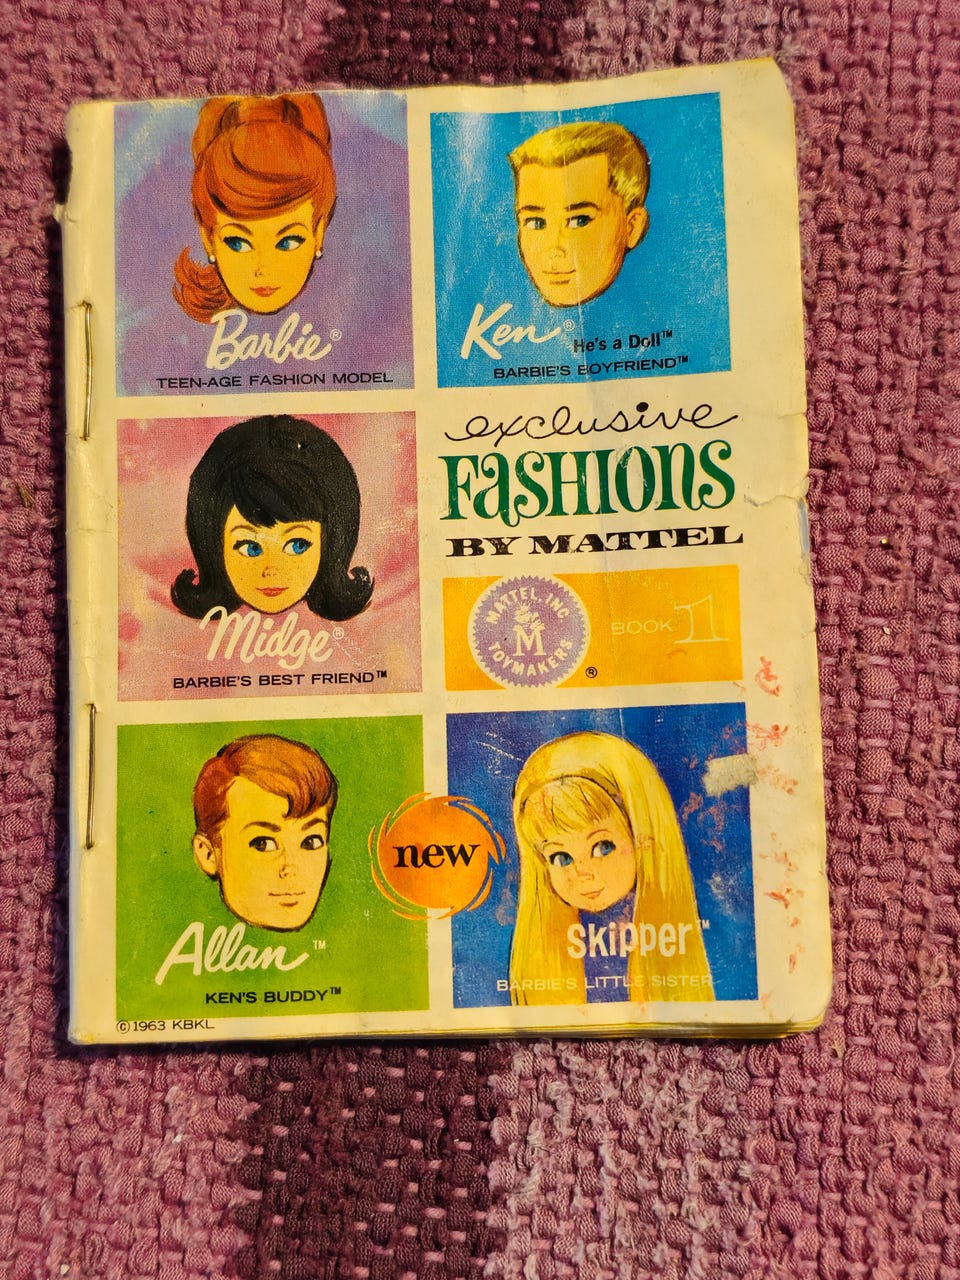 Barbie®
TEEN-AGE FASHION MODEL
Ken®
He's a Doll™
BARBIE'S BOYFRIEND™
exclusive
FASHIONS
BY MATTEL
MATTEL, INC.
M
TOYMAKERS
®
BOOK 1
Midge®
BARBIE'S BEST FRIEND™
Allan™
KEN'S BUDDY™
new
Skipper™
BARBIE'S LITTLE SISTER
©1963 KBKL